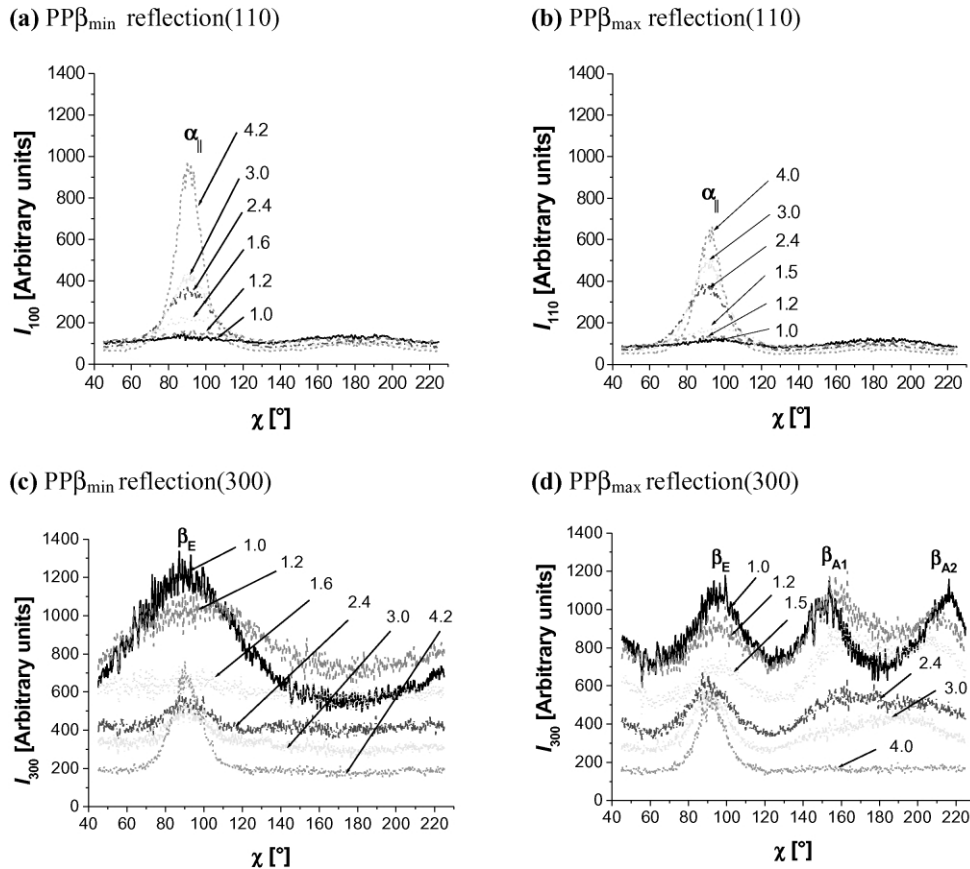 (a) PPβmin reflection(110)
1400
1200
1000
800
600
400
200
0
I100 [Arbitrary units]
α||
4.2
3.0
2.4
1.6
1.2
1.0
40 60 80 100 120 140 160 180 200 220
χ [°]
(b) PPβmax reflection(110)
1400
1200
1000
800
600
400
200
0
I110 [Arbitrary units]
α||
4.0
3.0
2.4
1.5
1.2
1.0
40 60 80 100 120 140 160 180 200 220
χ [°]
(c) PPβmin reflection(300)
1400
1200
1000
800
600
400
200
0
I300 [Arbitrary units]
βE
1.0
1.2
1.6
2.4
3.0
4.2
40 60 80 100 120 140 160 180 200 220
χ [°]
(d) PPβmax reflection(300)
1400
1200
1000
800
600
400
200
0
I300 [Arbitrary units]
βE
βA1
βA2
1.0
1.2
1.5
2.4
3.0
4.0
40 60 80 100 120 140 160 180 200 220
χ [°]